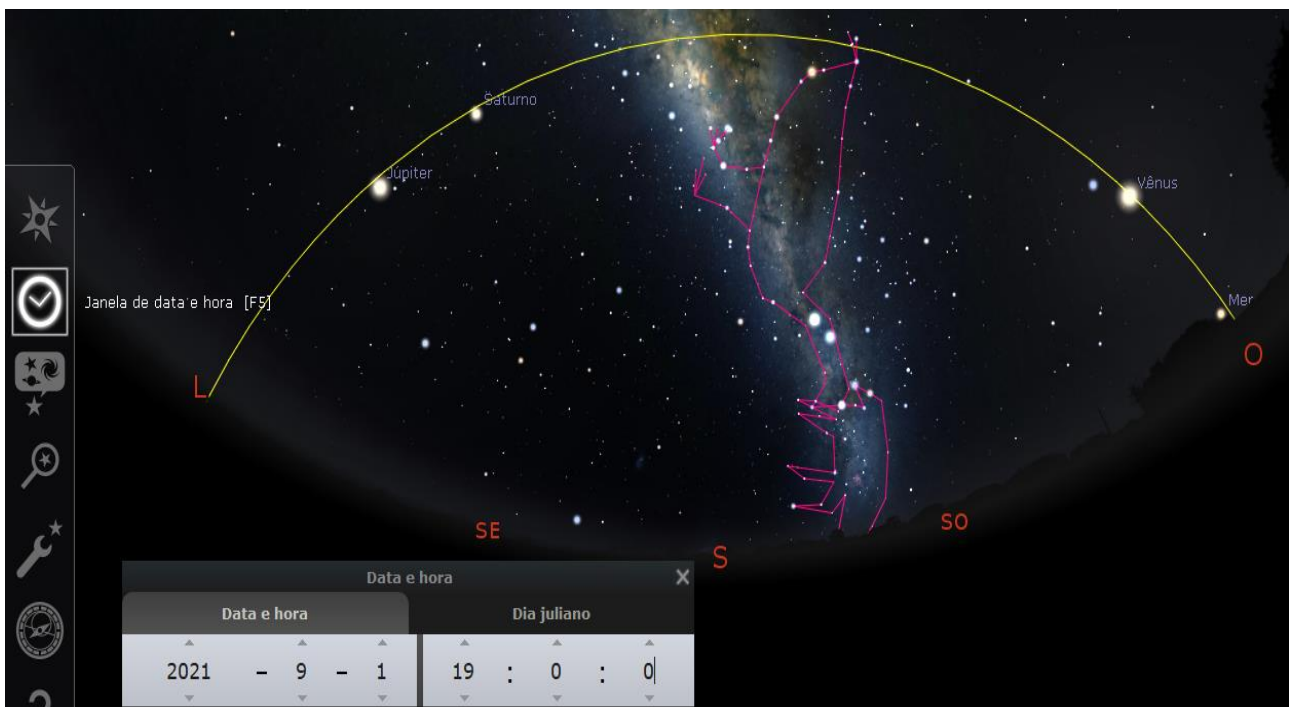 Saturno
Júpiter
Vênus
Janela de data e hora [F5]
Mer
L
O
SE
SO
S
Data e hora X
Data e hora Dia juliano
2021 - 9 - 1 19 : 0 : 0